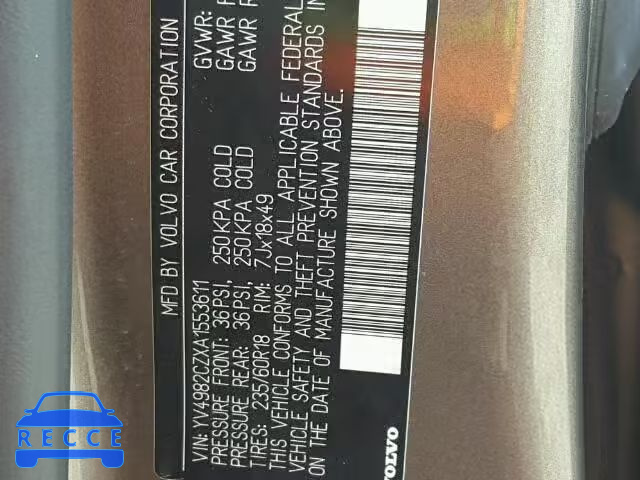 MFD BY VOLVO CAR CORPORATION
GVWR:
GAWR F
GAWR R
VIN: YV4982CZXA1553611
PRESSURE FRONT: 36PSI, 250KPA COLD
PRESSURE REAR: 36PSI, 250KPA COLD
TIRES: 235/60R18 RIM: 7Jx18x49
THIS VEHICLE CONFORMS TO ALL APPLICABLE FEDERAL
VEHICLE SAFETY AND THEFT PREVENTION STANDARDS IN
ON THE DATE OF MANUFACTURE SHOWN ABOVE.
VOLVO
RECCE